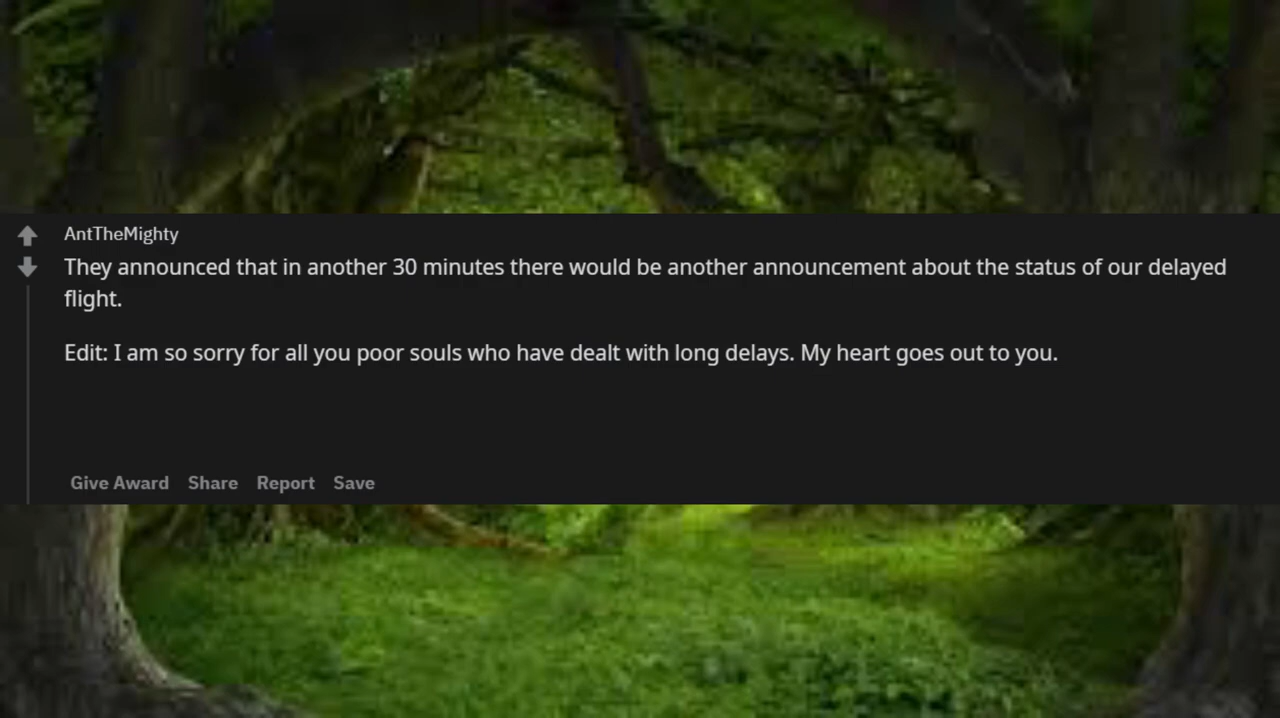 AntTheMighty
They announced that in another 30 minutes there would be another announcement about the status of our delayed
flight.
Edit: I am so sorry for all you poor souls who have dealt with long delays. My heart goes out to you.
Give Award Share Report Save